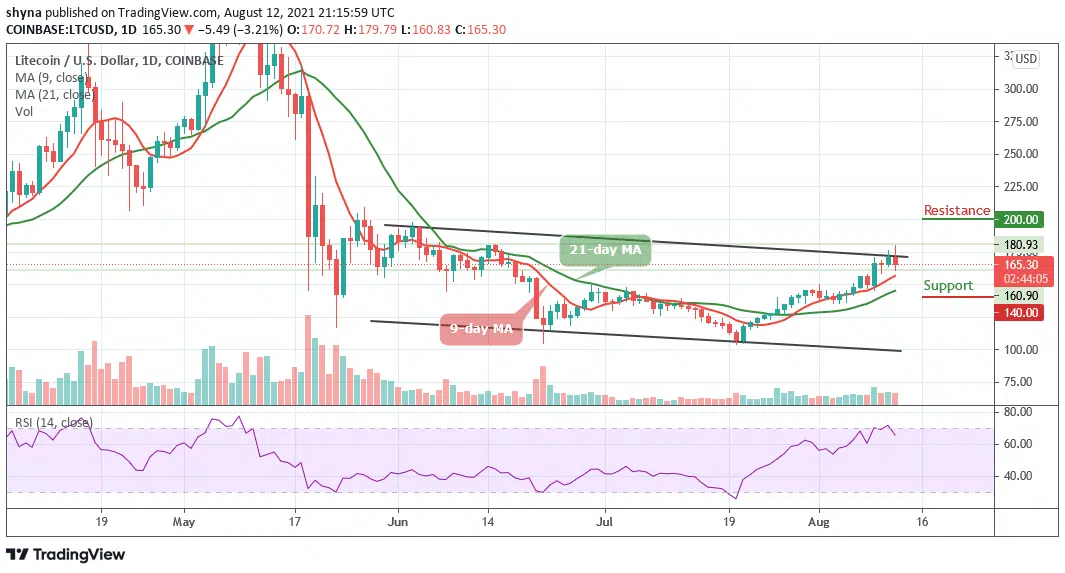 shyna published on TradingView.com, August 12, 2021 21:15:59 UTC
COINBASE:LTCUSD, 1D 165.30 ▼ −5.49 (−3.21%) O:170.72 H:179.79 L:160.83 C:165.30
Litecoin / U.S. Dollar, 1D, COINBASE
MA (9, close)
MA (21, close)
Vol
USD
300.00
275.00
250.00
225.00
Resistance
200.00
21-day MA
180.93
165.30
02:44:05
Support
160.90
9-day MA
140.00
100.00
75.00
RSI (14, close)
80.00
60.00
40.00
19 May 17 Jun 14 Jul 19 Aug 16
TradingView